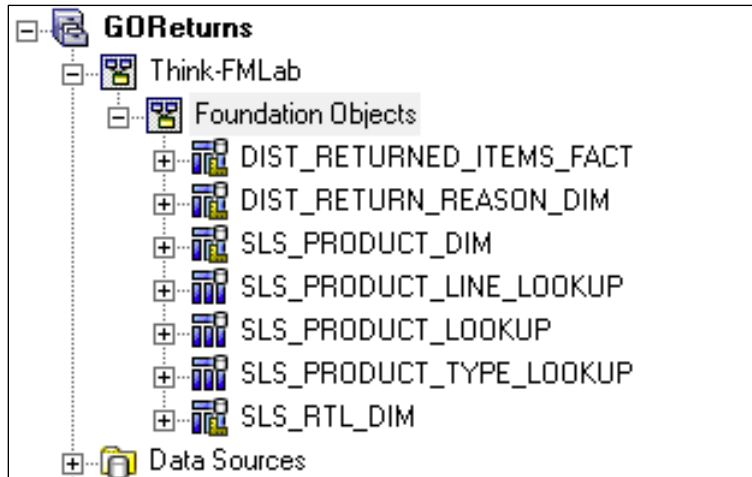 GOReturns
Think-FMLab
Foundation Objects
DIST_RETURNED_ITEMS_FACT
DIST_RETURN_REASON_DIM
SLS_PRODUCT_DIM
SLS_PRODUCT_LINE_LOOKUP
SLS_PRODUCT_LOOKUP
SLS_PRODUCT_TYPE_LOOKUP
SLS_RTL_DIM
Data Sources